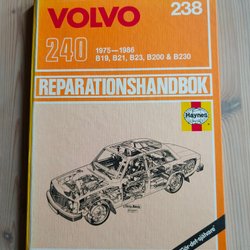 VOLVO
238
240
1975—1986
B19, B21, B23, B200 & B230
REPARATIONSHANDBOK
Haynes